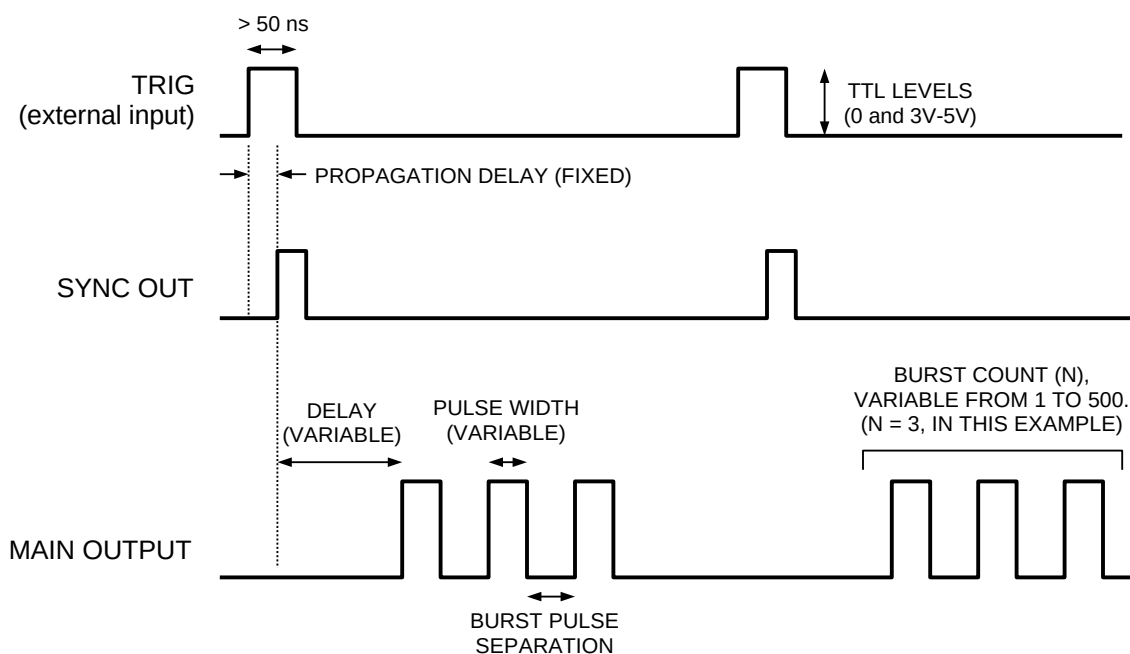 > 50 ns
TRIG
(external input)
TTL LEVELS
(0 and 3V-5V)
PROPAGATION DELAY (FIXED)
SYNC OUT
BURST COUNT (N),
VARIABLE FROM 1 TO 500.
(N = 3, IN THIS EXAMPLE)
DELAY
(VARIABLE)
PULSE WIDTH
(VARIABLE)
MAIN OUTPUT
BURST PULSE
SEPARATION